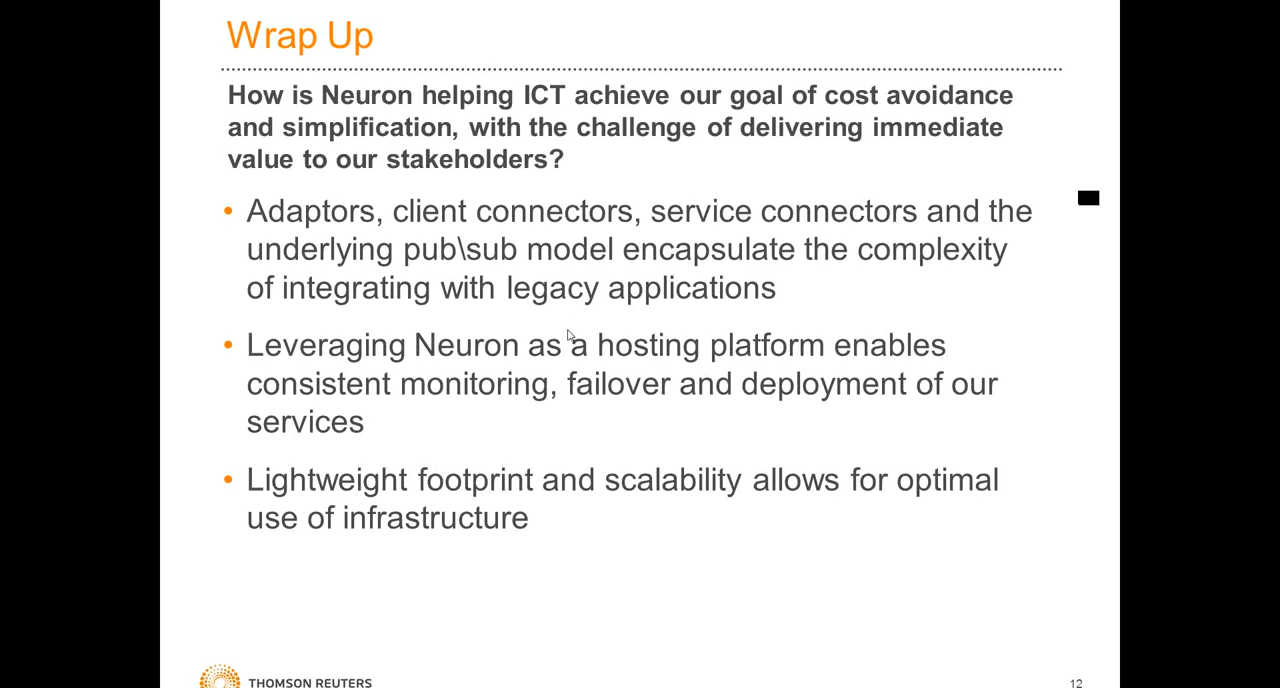 Wrap Up
How is Neuron helping ICT achieve our goal of cost avoidance
and simplification, with the challenge of delivering immediate
value to our stakeholders?
• Adaptors, client connectors, service connectors and the
underlying pub\sub model encapsulate the complexity
of integrating with legacy applications
• Leveraging Neuron as a hosting platform enables
consistent monitoring, failover and deployment of our
services
• Lightweight footprint and scalability allows for optimal
use of infrastructure
THOMSON REUTERS
12